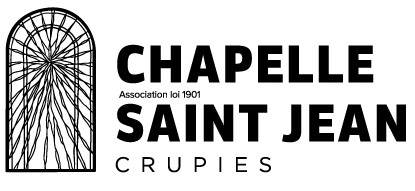 CHAPELLE
Association loi 1901
SAINT JEAN
CRUPIES